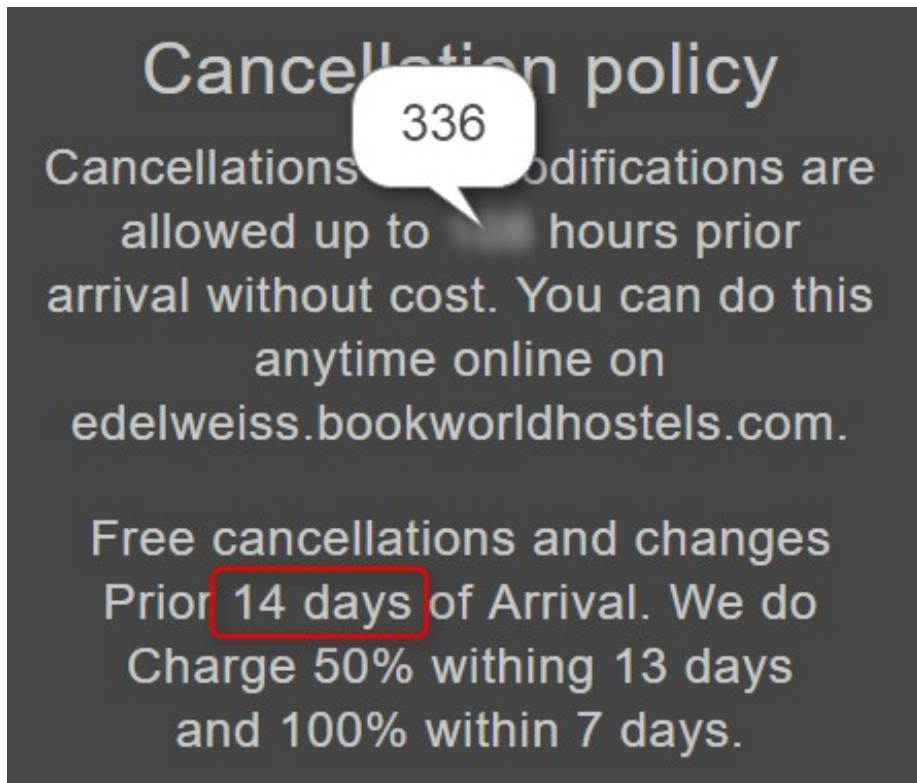 Cancellation policy
336
Cancellations odifications are
allowed up to hours prior
arrival without cost. You can do this
anytime online on
edelweiss.bookworldhostels.com.
Free cancellations and changes
Prior 14 days of Arrival. We do
Charge 50% withing 13 days
and 100% within 7 days.